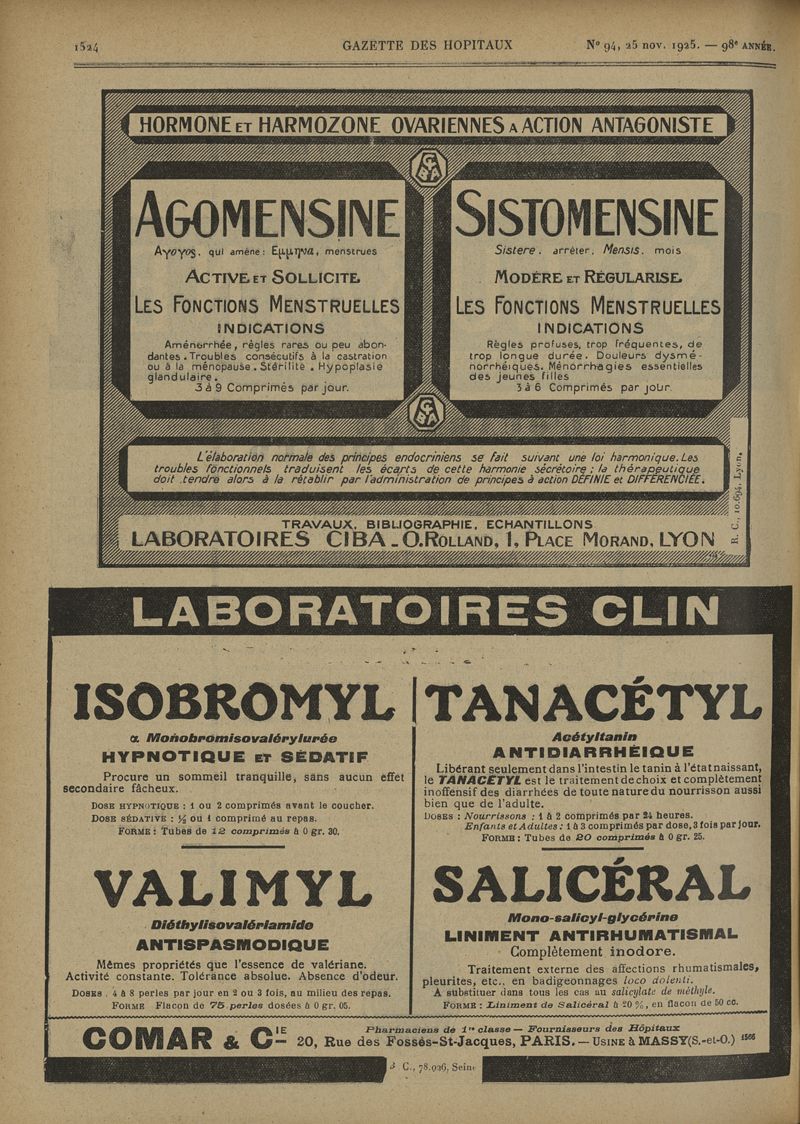 1524
GAZETTE DES HOPITAUX
N° 94, 25 nov. 1925. — 98e ANNÉE.
HORMONE ET HARMOZONE OVARIENNES A ACTION ANTAGONISTE
CIBA
AGOMENSINE
Αγογος, qui amène: Εμμηνα, menstrues
ACTIVE ET SOLLICITE
LES FONCTIONS MENSTRUELLES
INDICATIONS
Aménorrhée, règles rares ou peu abon-
dantes. Troubles consécutifs à la castration
ou à la ménopause. Stérilité. Hypoplasie
glandulaire.
3 à 9 Comprimés par jour.
SISTOMENSINE
Sistere, arrêter, Mensis, mois
MODÈRE ET RÉGULARISE
LES FONCTIONS MENSTRUELLES
INDICATIONS
Règles profuses, trop fréquentes, de
trop longue durée. Douleurs dysmé-
norrhéiques. Ménorrhagies essentielles
des jeunes filles
3 à 6 Comprimés par jour.
CIBA
L'élaboration normale des principes endocriniens se fait suivant une loi harmonique. Les
troubles fonctionnels traduisent les écarts de cette harmonie sécrétoire; la thérapeutique
doit tendre alors à la rétablir par l'administration de principes à action DÉFINIE et DIFFÉRENCIÉE.
TRAVAUX, BIBLIOGRAPHIE, ECHANTILLONS
LABORATOIRES CIBA - O. ROLLAND, 1, PLACE MORAND, LYON
R. C., 10.694, Lyon.
LABORATOIRES CLIN
ISOBROMYL
α Monobromisovalérylurée
HYPNOTIQUE ET SÉDATIF
Procure un sommeil tranquille, sans aucun effet
secondaire fâcheux.
DOSE HYPNOTIQUE : 1 ou 2 comprimés avant le coucher.
DOSE SÉDATIVE : ½ ou 1 comprimé au repas.
FORME : Tubes de 12 comprimés à 0 gr. 30.
VALIMYL
Diéthylisovalériamide
ANTISPASMODIQUE
Mêmes propriétés que l'essence de valériane.
Activité constante. Tolérance absolue. Absence d'odeur.
DOSES . 4 à 8 perles par jour en 2 ou 3 fois, au milieu des repas.
FORME Flacon de 75 perles dosées à 0 gr. 05.
TANACÉTYL
Acétyltanin
ANTIDIARRHÉIQUE
Libérant seulement dans l'intestin le tanin à l'état naissant,
le TANACÉTYL est le traitement de choix et complètement
inoffensif des diarrhées de toute nature du nourrisson aussi
bien que de l'adulte.
DOSES : Nourrissons : 1 à 2 comprimés par 24 heures.
Enfants et Adultes : 1 à 3 comprimés par dose, 3 fois par jour.
FORME : Tubes de 20 comprimés à 0 gr. 25.
SALICÉRAL
Mono-salicyl-glycérine
LINIMENT ANTIRHUMATISMAL
Complètement inodore.
Traitement externe des affections rhumatismales,
pleurites, etc., en badigeonnages loco dolenti.
A substituer dans tous les cas au salicylate de méthyle.
FORME : Liniment de Salicéral à 20 %, en flacon de 50 cc.
COMAR & CIE
Pharmaciens de 1re classe — Fournisseurs des Hôpitaux
20, Rue des Fossés-St-Jacques, PARIS. — USINE à MASSY (S.-et-O.) 1566
C., 78.026, Seine